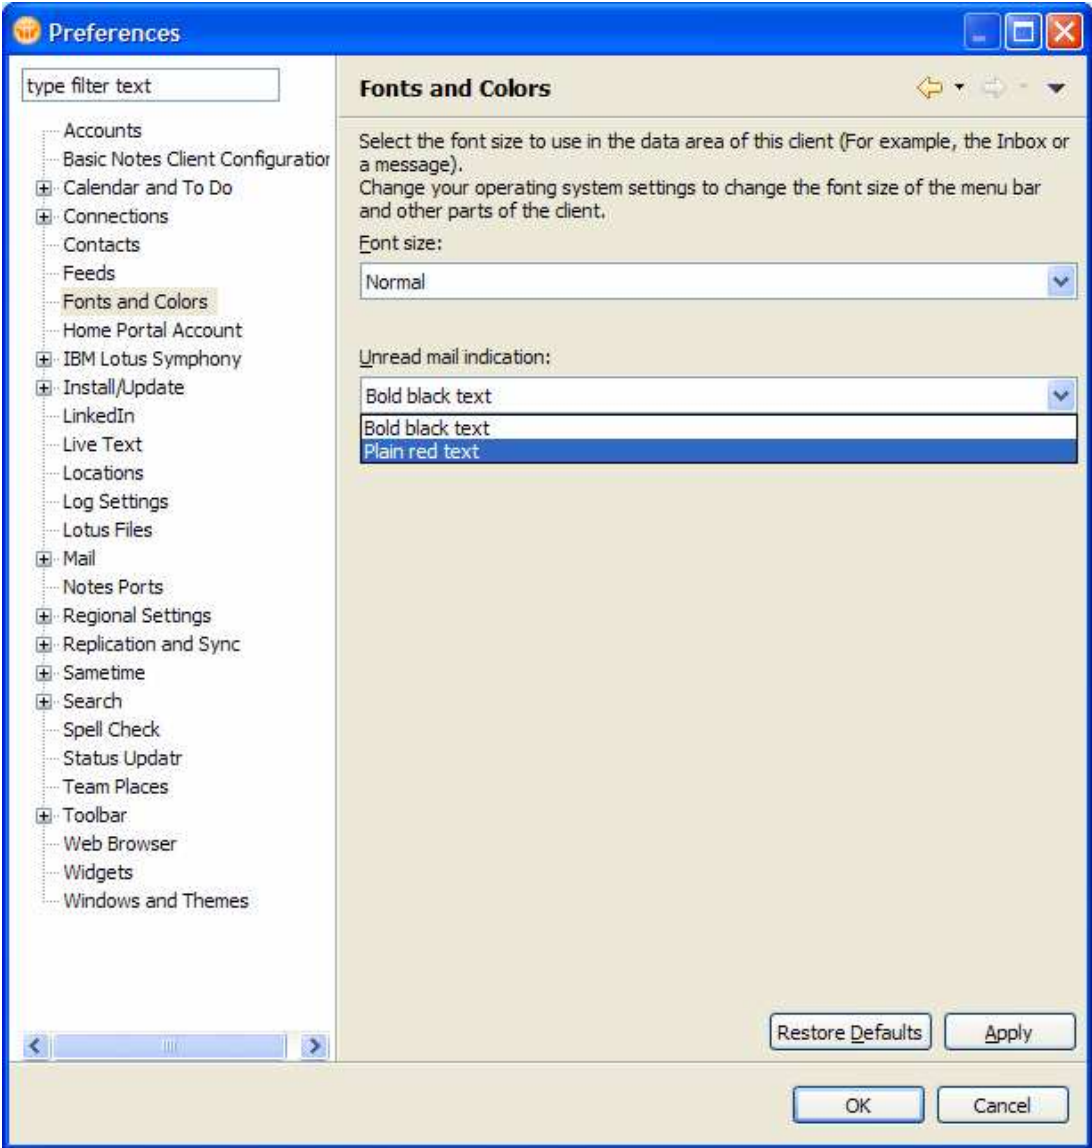 Preferences
type filter text
Accounts
Basic Notes Client Configuration
Calendar and To Do
Connections
Contacts
Feeds
Fonts and Colors
Home Portal Account
IBM Lotus Symphony
Install/Update
LinkedIn
Live Text
Locations
Log Settings
Lotus Files
Mail
Notes Ports
Regional Settings
Replication and Sync
Sametime
Search
Spell Check
Status Updatr
Team Places
Toolbar
Web Browser
Widgets
Windows and Themes
Fonts and Colors
Select the font size to use in the data area of this client (For example, the Inbox or
a message).
Change your operating system settings to change the font size of the menu bar
and other parts of the client.
Font size:
Normal
Unread mail indication:
Bold black text
Bold black text
Plain red text
Restore Defaults
Apply
OK
Cancel